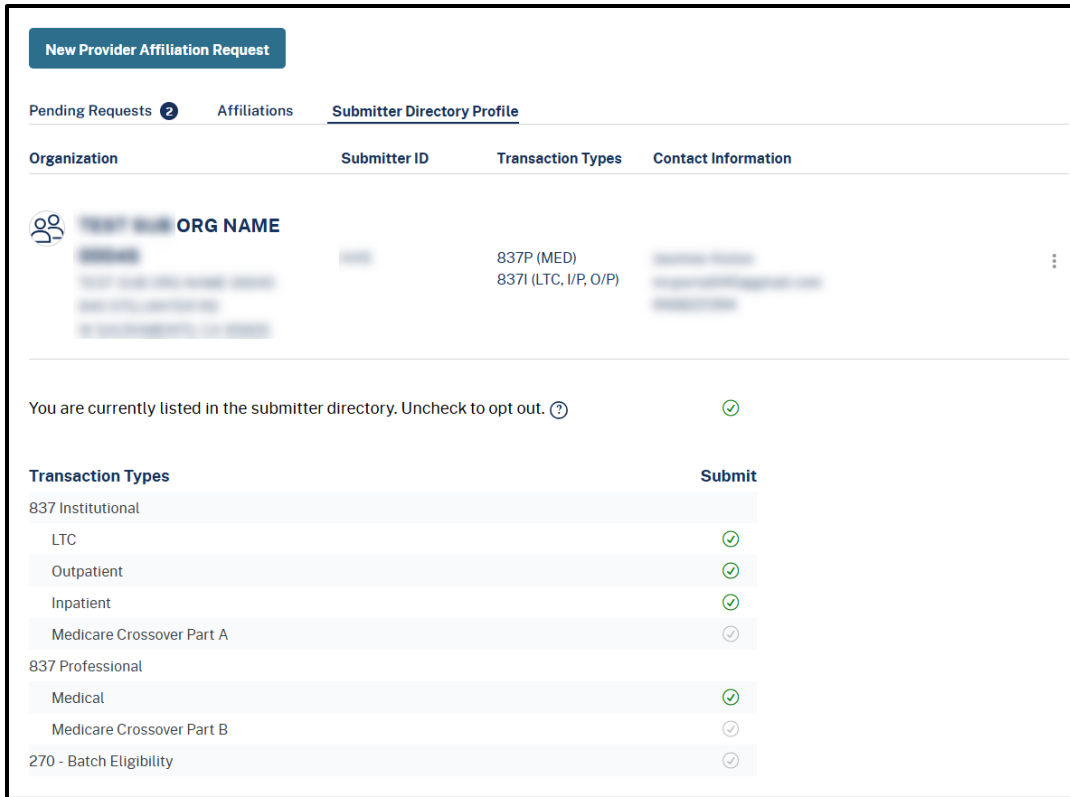 New Provider Affiliation Request
Pending Requests 2 Affiliations Submitter Directory Profile
Organization Submitter ID Transaction Types Contact Information
ORG NAME
837P (MED)
837I (LTC, I/P, O/P)
You are currently listed in the submitter directory. Uncheck to opt out. ?
Transaction Types Submit
837 Institutional
LTC
Outpatient
Inpatient
Medicare Crossover Part A
837 Professional
Medical
Medicare Crossover Part B
270 - Batch Eligibility